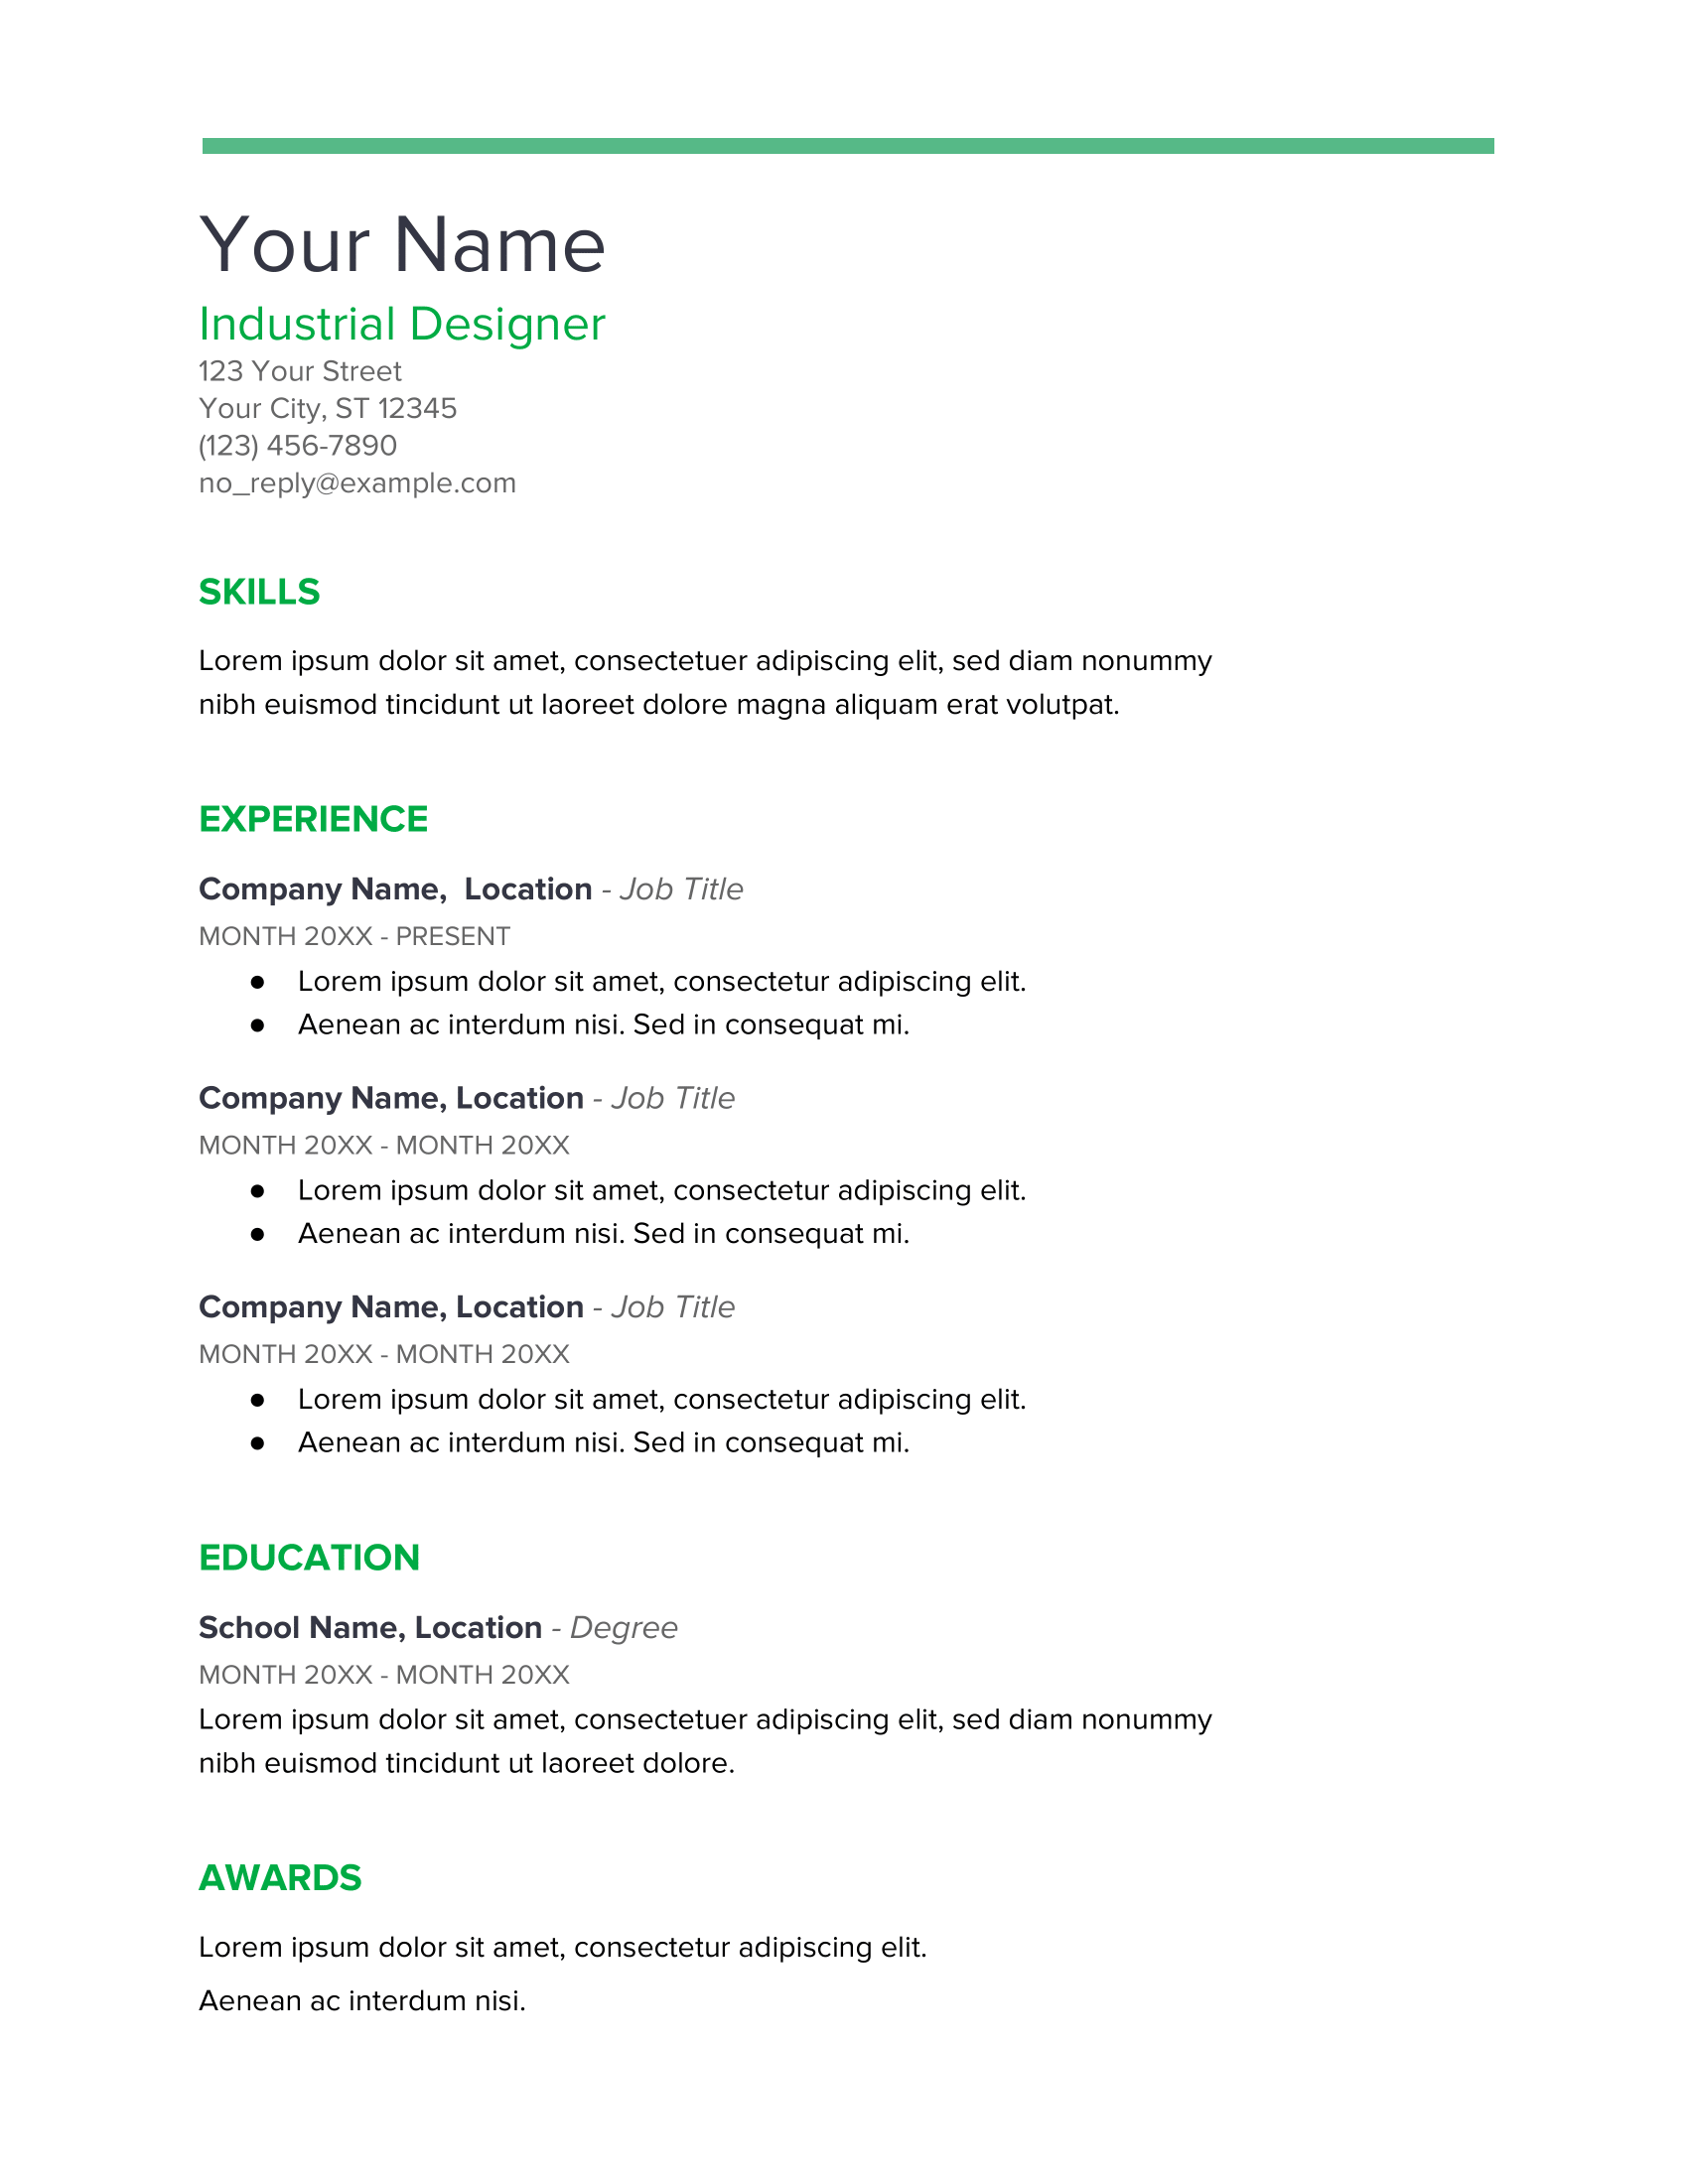 Your Name
Industrial Designer
123 Your Street
Your City, ST 12345
(123) 456-7890
no_reply@example.com
SKILLS
Lorem ipsum dolor sit amet, consectetuer adipiscing elit, sed diam nonummy
nibh euismod tincidunt ut laoreet dolore magna aliquam erat volutpat.
EXPERIENCE
Company Name,  Location - Job Title
MONTH 20XX - PRESENT
● Lorem ipsum dolor sit amet, consectetur adipiscing elit.
● Aenean ac interdum nisi. Sed in consequat mi.
Company Name, Location - Job Title
MONTH 20XX - MONTH 20XX
● Lorem ipsum dolor sit amet, consectetur adipiscing elit.
● Aenean ac interdum nisi. Sed in consequat mi.
Company Name, Location - Job Title
MONTH 20XX - MONTH 20XX
● Lorem ipsum dolor sit amet, consectetur adipiscing elit.
● Aenean ac interdum nisi. Sed in consequat mi.
EDUCATION
School Name, Location - Degree
MONTH 20XX - MONTH 20XX
Lorem ipsum dolor sit amet, consectetuer adipiscing elit, sed diam nonummy
nibh euismod tincidunt ut laoreet dolore.
AWARDS
Lorem ipsum dolor sit amet, consectetur adipiscing elit.
Aenean ac interdum nisi.